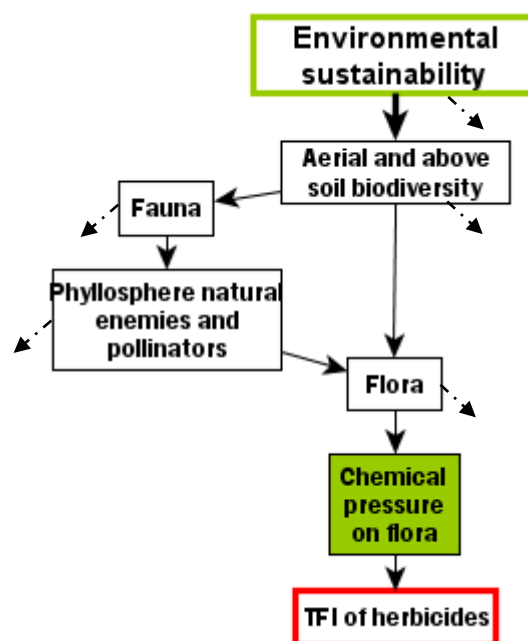 Environmental
sustainability
Aerial and above
soil biodiversity
Fauna
Phyllosphere natural
enemies and
pollinators
Flora
Chemical
pressure
on flora
TFI of herbicides